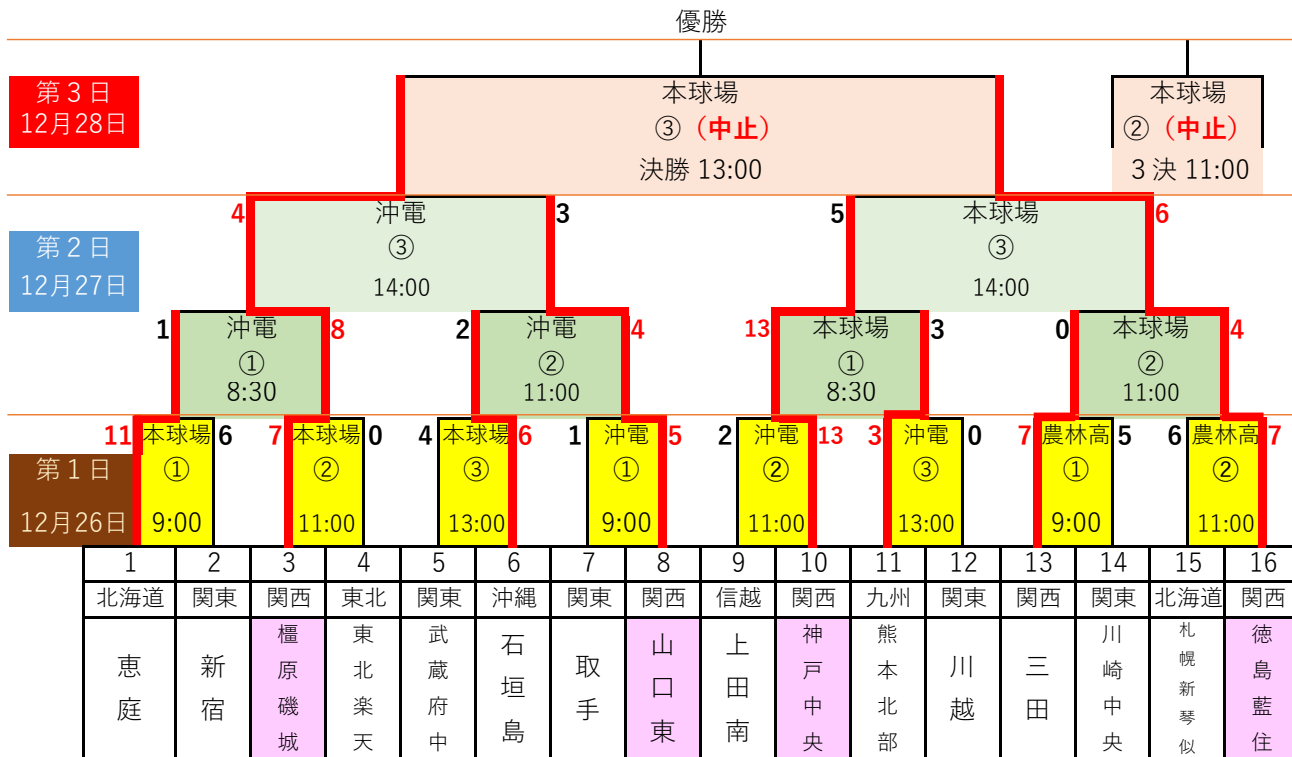 優勝
第3日
12月28日
本球場
③（中止）
決勝 13:00
本球場
②（中止）
3決 11:00
第2日
12月27日
4 沖電 3
③
14:00
5 本球場 6
③
14:00
1 沖電 8
①
8:30
2 沖電 4
②
11:00
13 本球場 3
①
8:30
0 本球場 4
②
11:00
第1日
12月26日
11 本球場 6
①
9:00
7 本球場 0
②
11:00
4 本球場 6
③
13:00
1 沖電 5
①
9:00
2 沖電 13
②
11:00
3 沖電 0
③
13:00
7 農林高 5
①
9:00
6 農林高 7
②
11:00
1 2 3 4 5 6 7 8 9 10 11 12 13 14 15 16
北海道 関東 関西 東北 関東 沖縄 関東 関西 信越 関西 九州 関東 関西 関東 北海道 関西
恵庭
新宿
橿原磯城
東北楽天
武蔵府中
石垣島
取手
山口東
上田南
神戸中央
熊本北部
川越
三田
川崎中央
札幌新琴似
徳島藍住